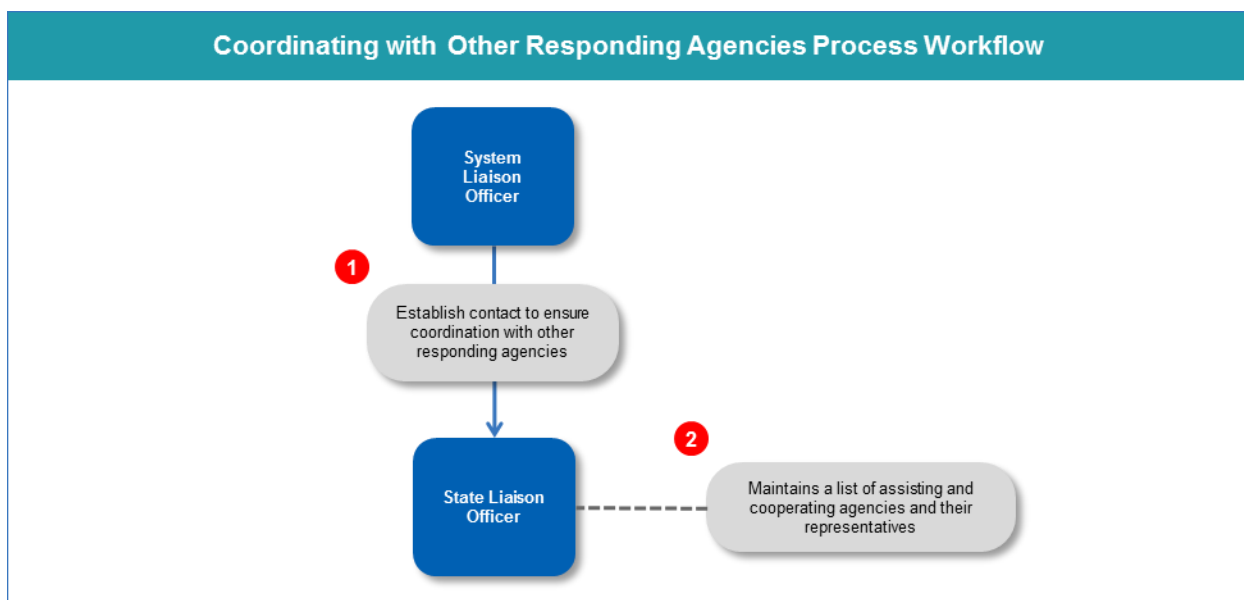 Coordinating with Other Responding Agencies Process Workflow
System
Liaison
Officer
1
Establish contact to ensure
coordination with other
responding agencies
2
State Liaison
Officer
Maintains a list of assisting and
cooperating agencies and their
representatives